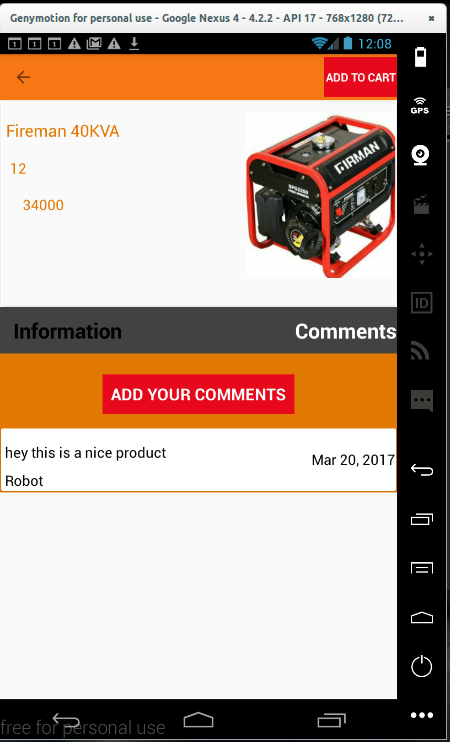 Genymotion for personal use - Google Nexus 4 - 4.2.2 - API 17 - 768x1280 (72...
12:08
ADD TO CART
GPS
Fireman 40KVA
12
34000
FIRMAN
SPG2200
ID
Information
Comments
ADD YOUR COMMENTS
hey this is a nice product
Mar 20, 2017
Robot
free for personal use